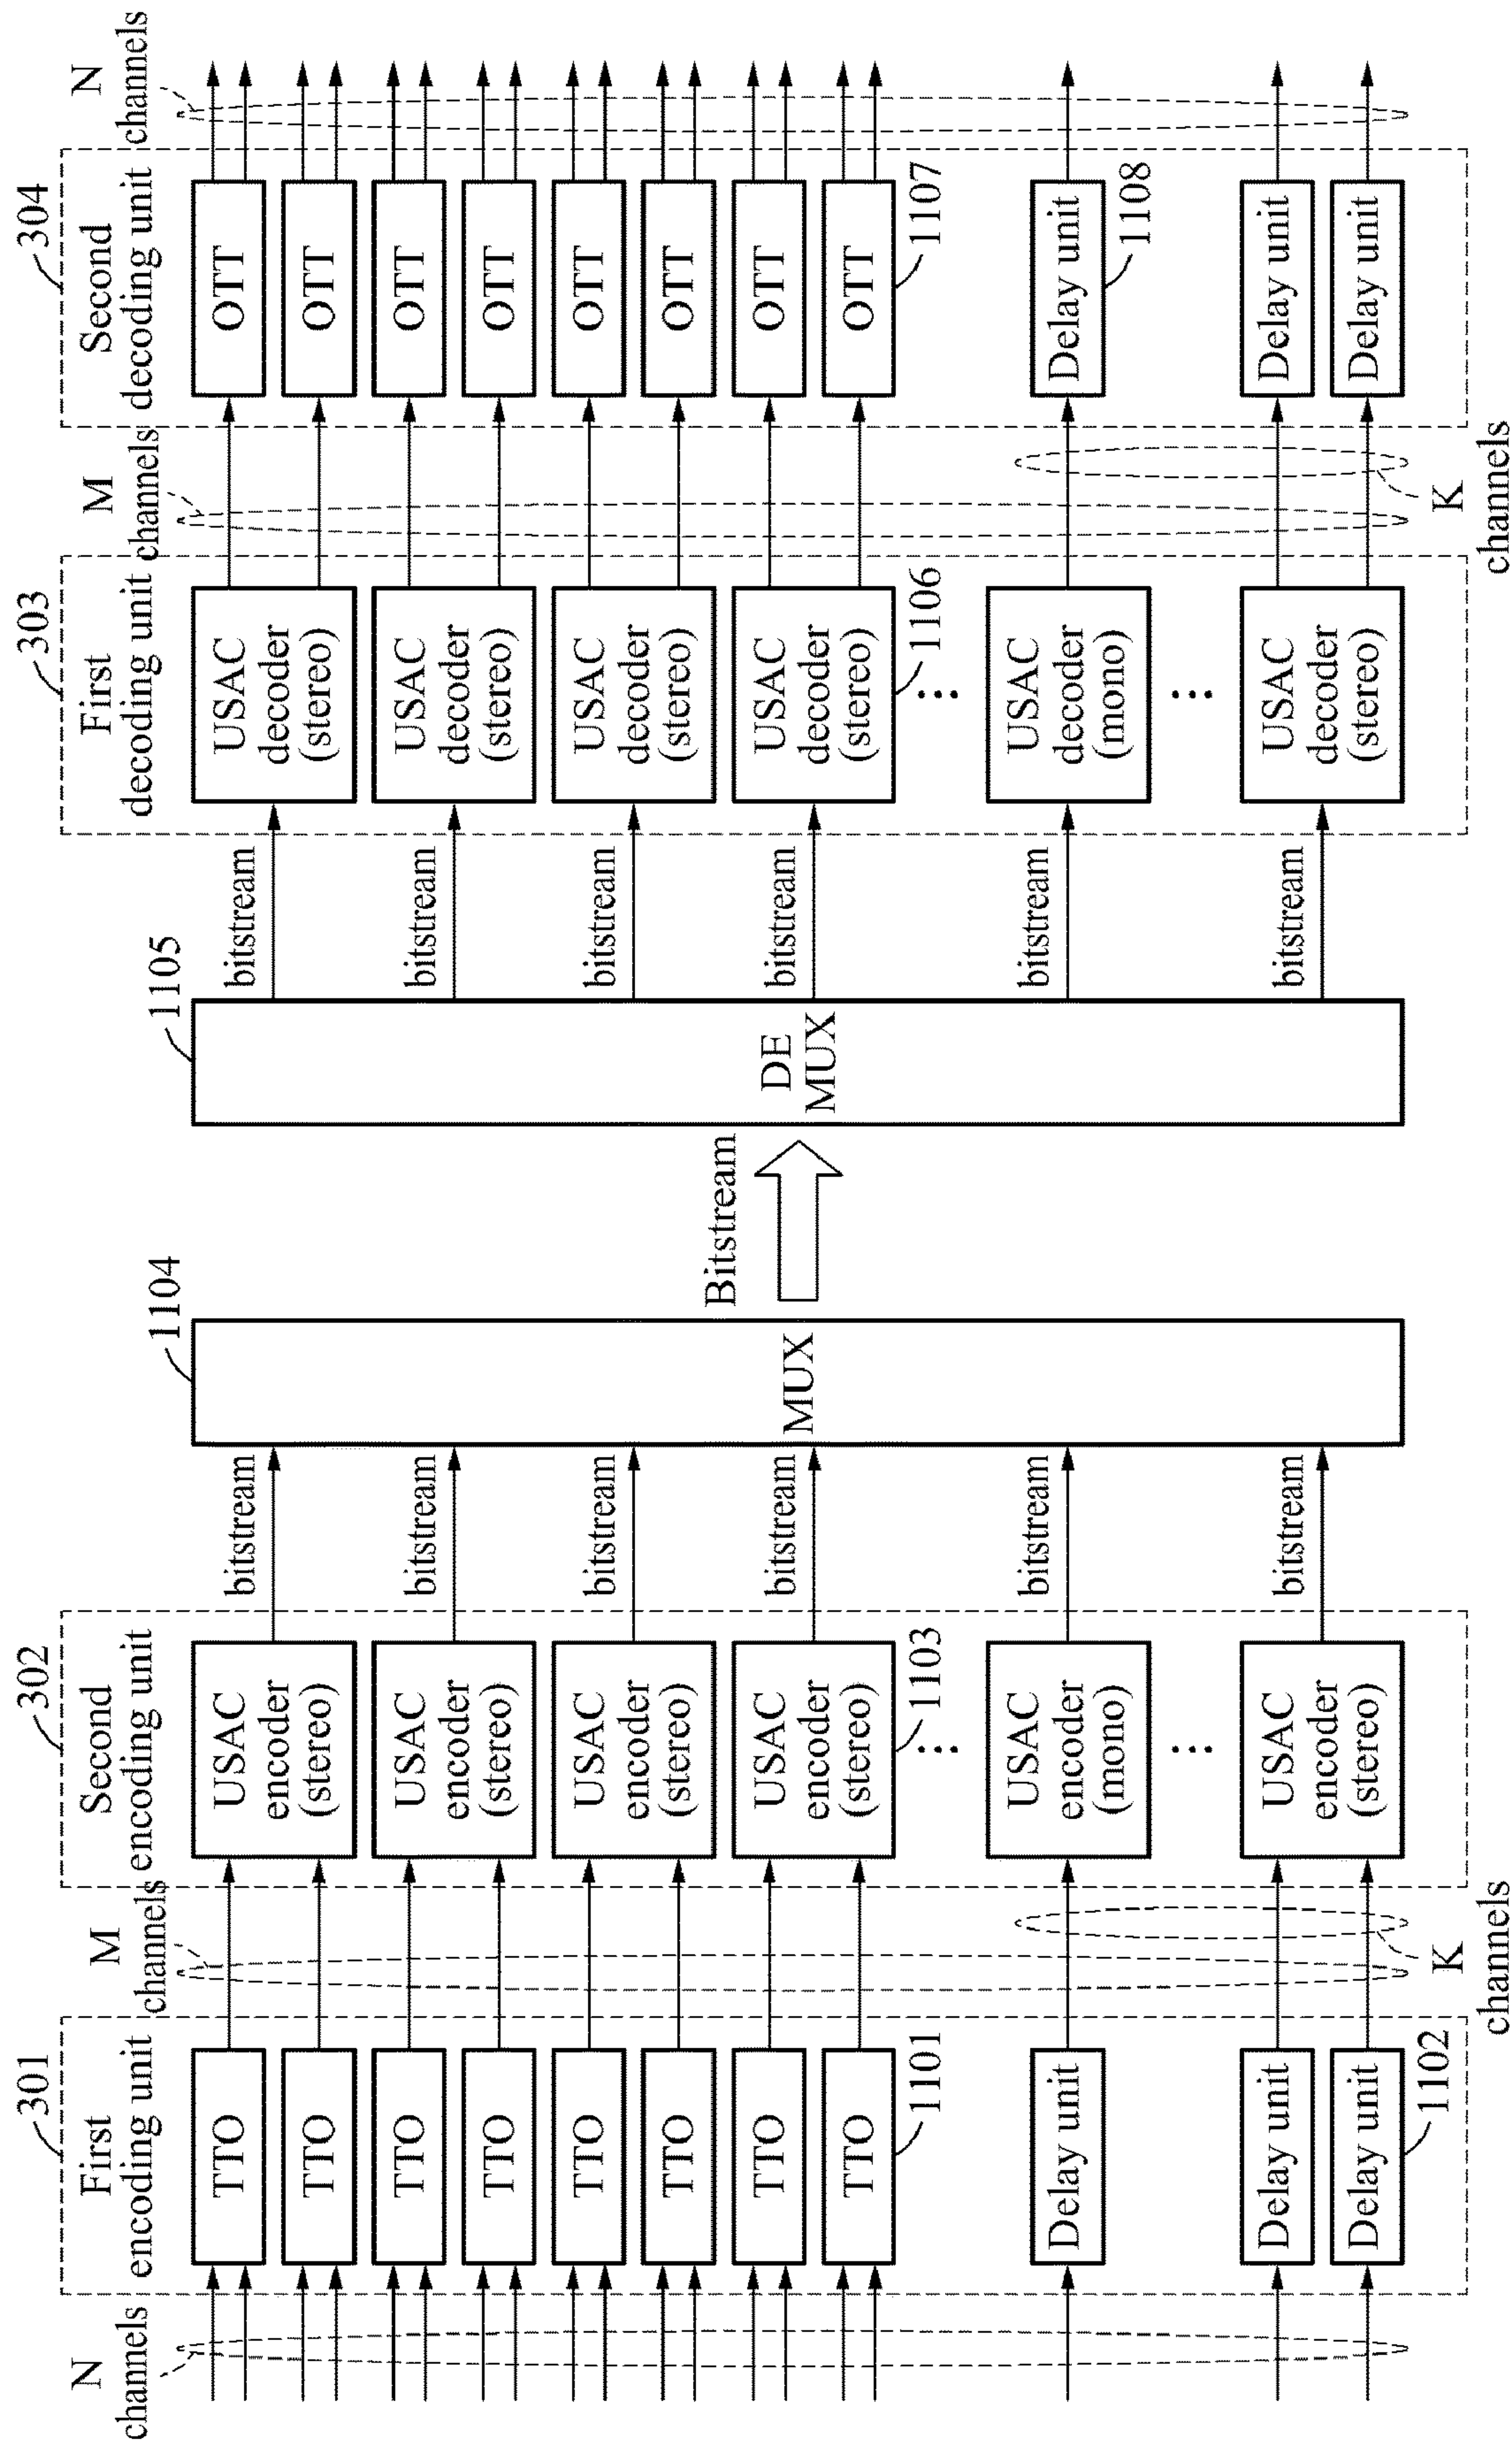 N
channels
301
First
encoding unit
TTO
TTO
TTO
TTO
TTO
TTO
TTO
TTO
1101
Delay unit
Delay unit
Delay unit
1102
M
channels
K
channels
302
Second
encoding unit
USAC
encoder
(stereo)
USAC
encoder
(stereo)
USAC
encoder
(stereo)
USAC
encoder
(stereo)
1103
...
USAC
encoder
(mono)
...
USAC
encoder
(stereo)
bitstream
bitstream
bitstream
bitstream
bitstream
bitstream
1104
MUX
Bitstream
1105
DE
MUX
bitstream
bitstream
bitstream
bitstream
bitstream
bitstream
303
First
decoding unit
USAC
decoder
(stereo)
USAC
decoder
(stereo)
USAC
decoder
(stereo)
USAC
decoder
(stereo)
1106
...
USAC
decoder
(mono)
...
USAC
decoder
(stereo)
M
channels
K
channels
304
Second
decoding unit
OTT
OTT
OTT
OTT
OTT
OTT
OTT
OTT
1107
Delay unit
1108
Delay unit
Delay unit
N
channels